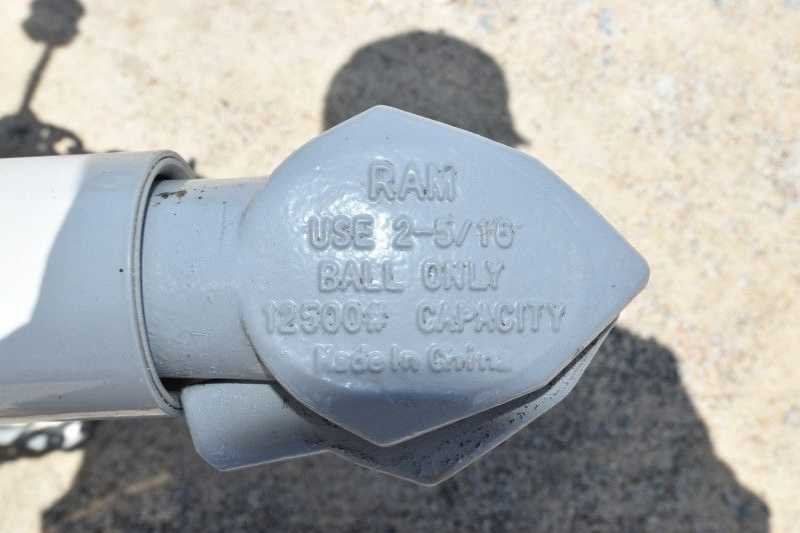 RAM
USE 2-5/16
BALL ONLY
12500# CAPACITY
Made In China